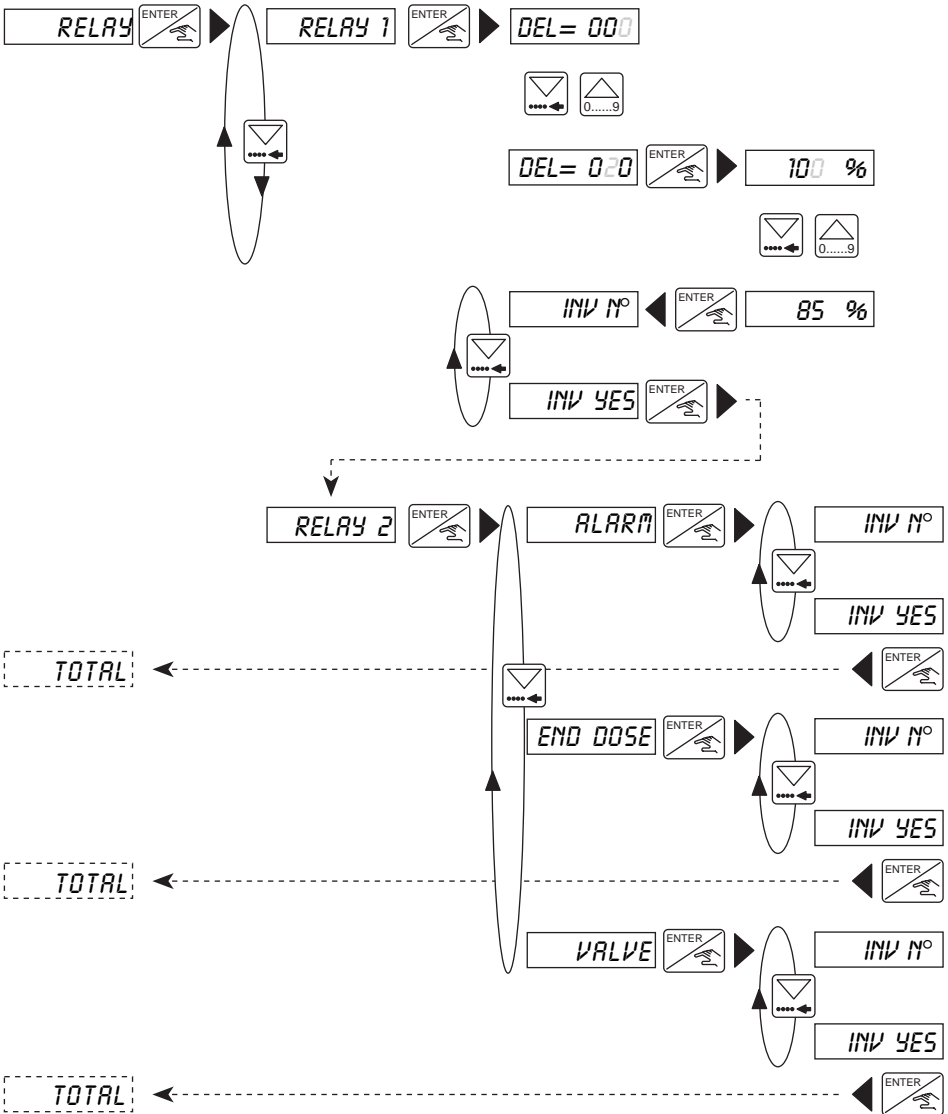 RELAY ENTER RELAY 1 ENTER DEL= 000
0......9
DEL= 020 ENTER 100 %
0......9
INV N° ENTER 85 %
INV YES ENTER
RELAY 2 ENTER ALARM ENTER INV N°
INV YES
TOTAL ENTER
END DOSE ENTER INV N°
INV YES
TOTAL ENTER
VALVE ENTER INV N°
INV YES
TOTAL ENTER